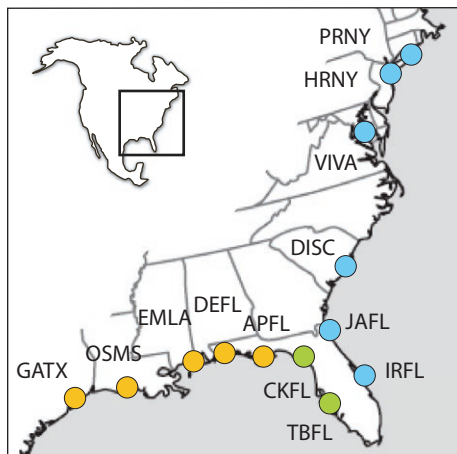 PRNY
HRNY
VIVA
DISC
DEFL
EMLA
APFL
JAFL
OSMS
GATX
IRFL
CKFL
TBFL